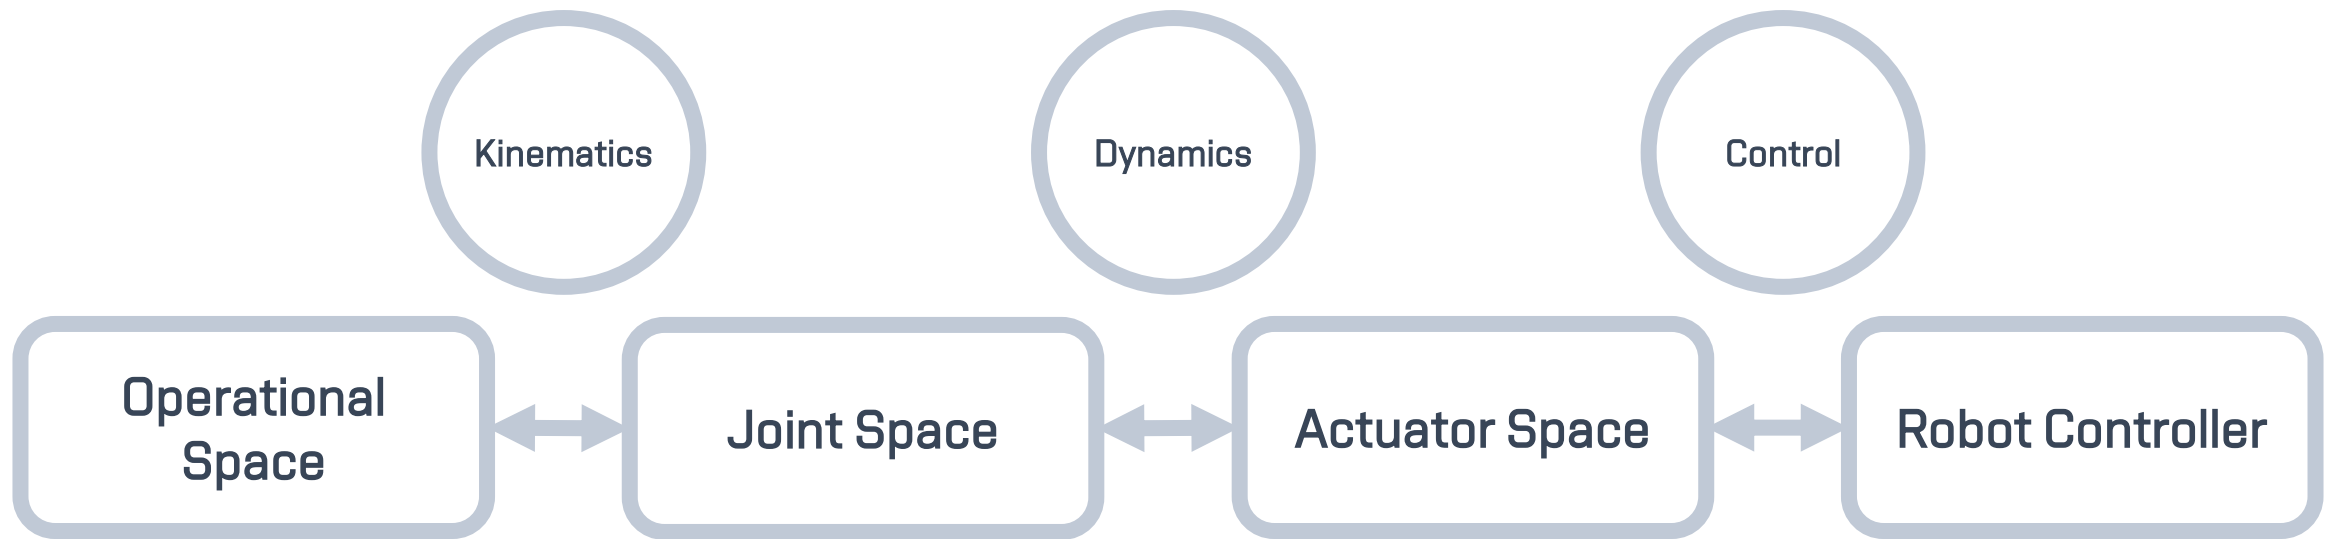 Kinematics
Dynamics
Control
Operational
Space
Joint Space
Actuator Space
Robot Controller